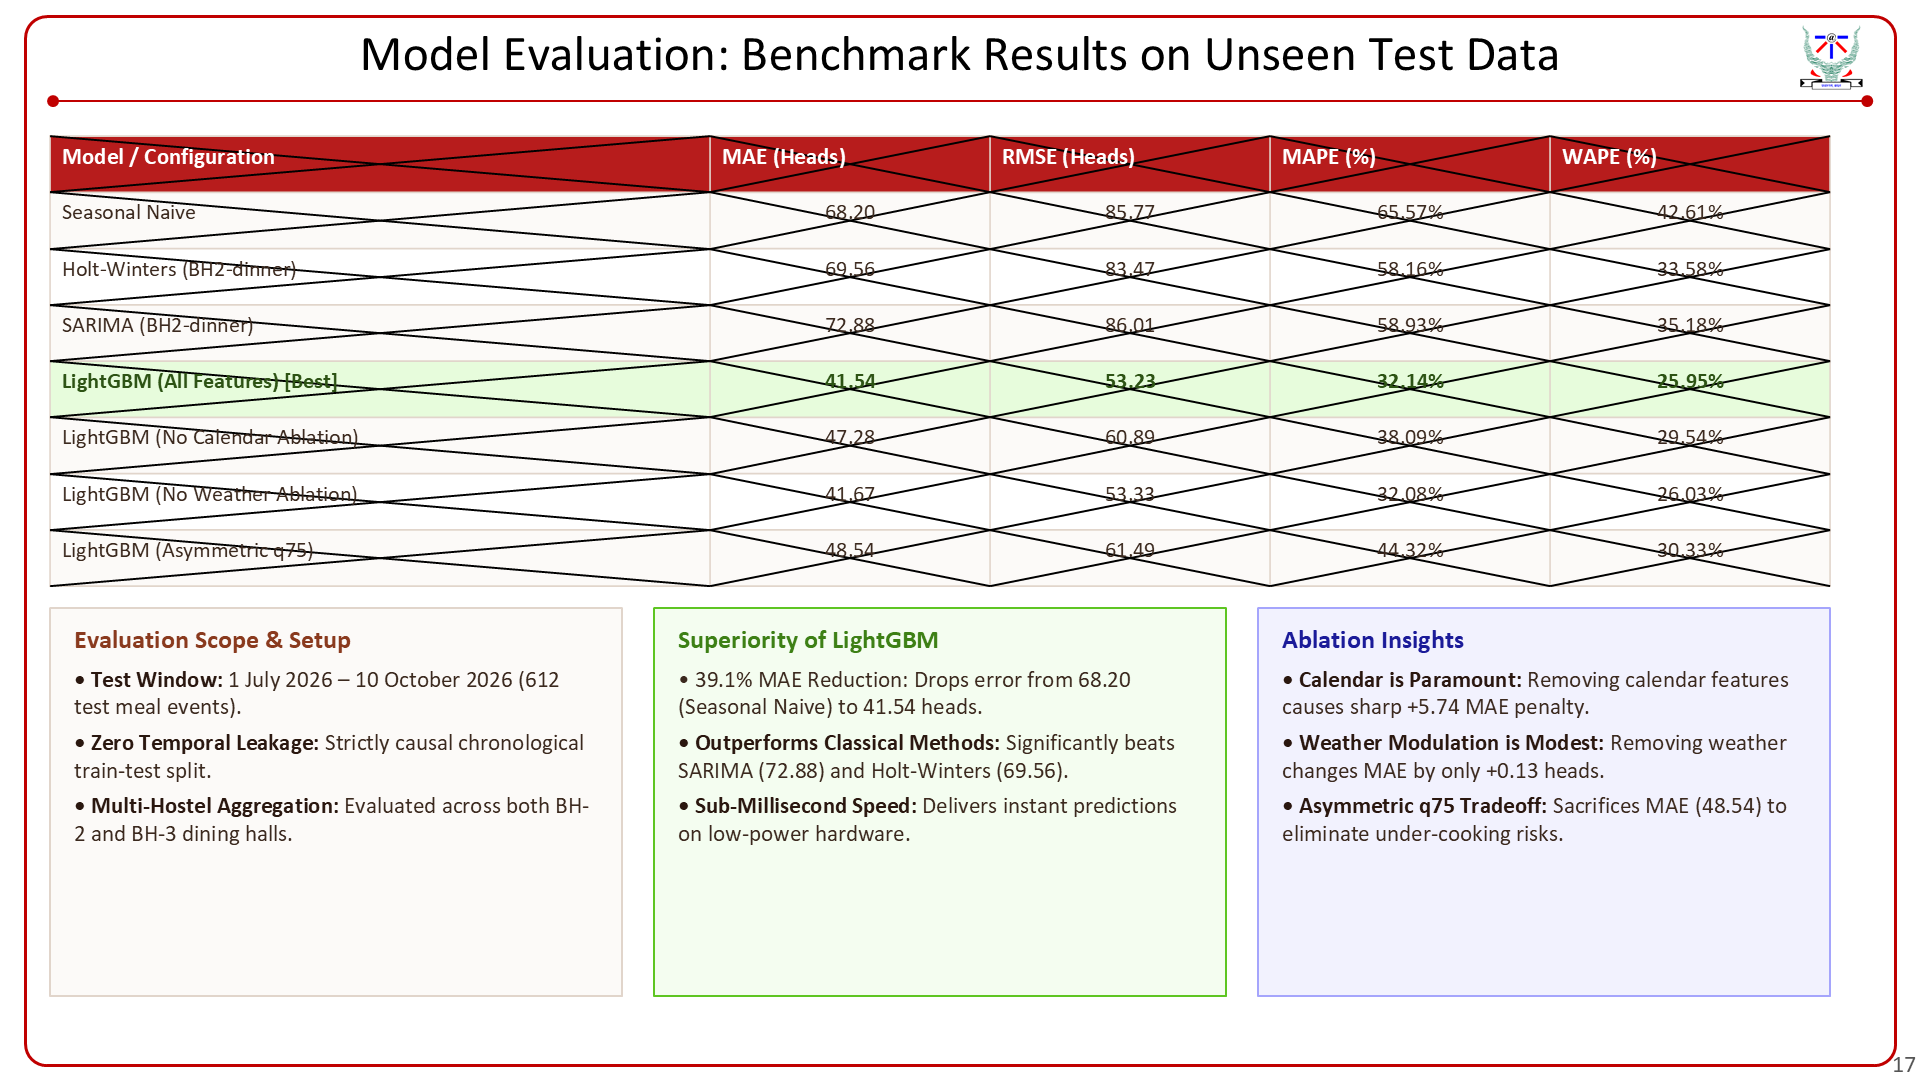 Model Evaluation: Benchmark Results on Unseen Test Data
Model / Configuration MAE (Heads) RMSE (Heads) MAPE (%) WAPE (%)
Seasonal Naive 68.20 85.77 65.57% 42.61%
Holt-Winters (BH2-dinner) 69.56 83.47 58.16% 33.58%
SARIMA (BH2-dinner) 72.88 86.01 58.93% 35.18%
LightGBM (All Features) [Best] 41.54 53.23 32.14% 25.95%
LightGBM (No Calendar Ablation) 47.28 60.89 38.09% 29.54%
LightGBM (No Weather Ablation) 41.67 53.33 32.08% 26.03%
LightGBM (Asymmetric q75) 48.54 61.49 44.32% 30.33%
Evaluation Scope & Setup
• Test Window: 1 July 2026 – 10 October 2026 (612
test meal events).
• Zero Temporal Leakage: Strictly causal chronological
train-test split.
• Multi-Hostel Aggregation: Evaluated across both BH-
2 and BH-3 dining halls.
Superiority of LightGBM
• 39.1% MAE Reduction: Drops error from 68.20
(Seasonal Naive) to 41.54 heads.
• Outperforms Classical Methods: Significantly beats
SARIMA (72.88) and Holt-Winters (69.56).
• Sub-Millisecond Speed: Delivers instant predictions
on low-power hardware.
Ablation Insights
• Calendar is Paramount: Removing calendar features
causes sharp +5.74 MAE penalty.
• Weather Modulation is Modest: Removing weather
changes MAE by only +0.13 heads.
• Asymmetric q75 Tradeoff: Sacrifices MAE (48.54) to
eliminate under-cooking risks.
17